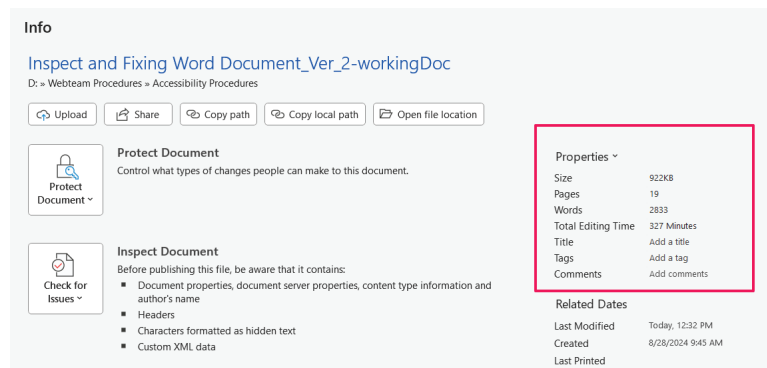 Info
Inspect and Fixing Word Document_Ver_2-workingDoc
D: » Webteam Procedures » Accessibility Procedures
Upload Share Copy path Copy local path Open file location
Protect Document
Protect Document
Control what types of changes people can make to this document.
Check for Issues
Inspect Document
Before publishing this file, be aware that it contains:
▪ Document properties, document server properties, content type information and
author's name
▪ Headers
▪ Characters formatted as hidden text
▪ Custom XML data
Properties
Size 922KB
Pages 19
Words 2833
Total Editing Time 327 Minutes
Title Add a title
Tags Add a tag
Comments Add comments
Related Dates
Last Modified Today, 12:32 PM
Created 8/28/2024 9:45 AM
Last Printed